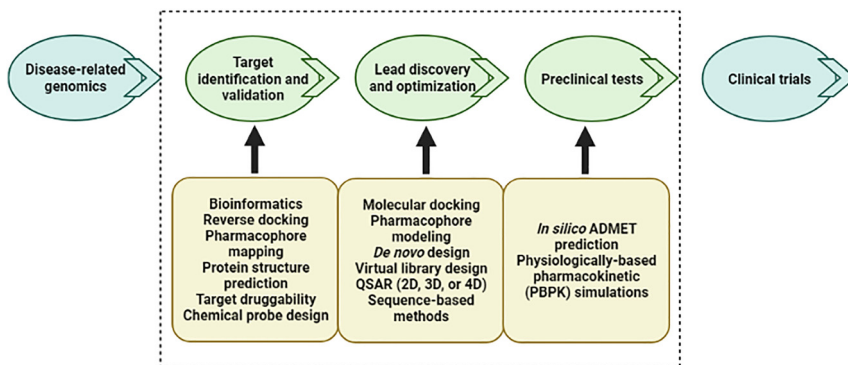 Disease-related
genomics
Target
identification and
validation
Lead discovery
and optimization
Preclinical tests
Clinical trials
Bioinformatics
Reverse docking
Pharmacophore
mapping
Protein structure
prediction
Target druggability
Chemical probe design
Molecular docking
Pharmacophore
modeling
De novo design
Virtual library design
QSAR (2D, 3D, or 4D)
Sequence-based
methods
In silico ADMET
prediction
Physiologically-based
pharmacokinetic
(PBPK) simulations